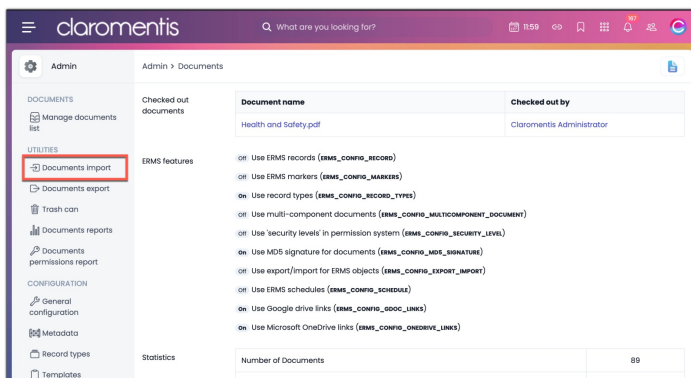 claromentis
What are you looking for?
11:59
167
Admin
Admin > Documents
DOCUMENTS
Manage documents
list
UTILITIES
Documents import
Documents export
Trash can
Documents reports
Documents
permissions report
CONFIGURATION
General
configuration
Metadata
Record types
Templates
Checked out
documents
Document name
Checked out by
Health and Safety.pdf
Claromentis Administrator
ERMS features
Off Use ERMS records (ERMS_CONFIG_RECORD)
Off Use ERMS markers (ERMS_CONFIG_MARKERS)
On Use record types (ERMS_CONFIG_RECORD_TYPES)
Off Use multi-component documents (ERMS_CONFIG_MULTICOMPONENT_DOCUMENT)
Off Use 'security levels' in permission system (ERMS_CONFIG_SECURITY_LEVEL)
On Use MD5 signature for documents (ERMS_CONFIG_MD5_SIGNATURE)
Off Use export/import for ERMS objects (ERMS_CONFIG_EXPORT_IMPORT)
Off Use ERMS schedules (ERMS_CONFIG_SCHEDULE)
On Use Google drive links (ERMS_CONFIG_GDOC_LINKS)
On Use Microsoft OneDrive links (ERMS_CONFIG_ONEDRIVE_LINKS)
Statistics
Number of Documents
89